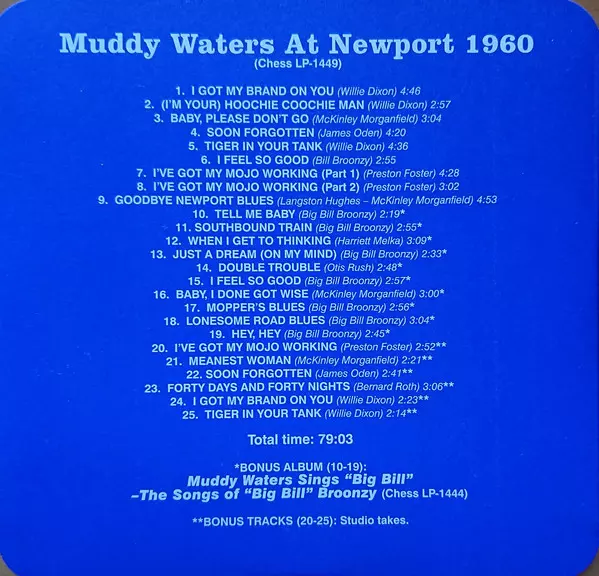 Muddy Waters At Newport 1960
(Chess LP-1449)
1. I GOT MY BRAND ON YOU (Willie Dixon) 4:46
2. (I'M YOUR) HOOCHIE COOCHIE MAN (Willie Dixon) 2:57
3. BABY, PLEASE DON'T GO (McKinley Morganfield) 3:04
4. SOON FORGOTTEN (James Oden) 4:20
5. TIGER IN YOUR TANK (Willie Dixon) 4:36
6. I FEEL SO GOOD (Bill Broonzy) 2:55
7. I'VE GOT MY MOJO WORKING (Part 1) (Preston Foster) 4:28
8. I'VE GOT MY MOJO WORKING (Part 2) (Preston Foster) 3:02
9. GOODBYE NEWPORT BLUES (Langston Hughes – McKinley Morganfield) 4:53
10. TELL ME BABY (Big Bill Broonzy) 2:19*
11. SOUTHBOUND TRAIN (Big Bill Broonzy) 2:55*
12. WHEN I GET TO THINKING (Harriett Melka) 3:09*
13. JUST A DREAM (ON MY MIND) (Big Bill Broonzy) 2:33*
14. DOUBLE TROUBLE (Otis Rush) 2:48*
15. I FEEL SO GOOD (Big Bill Broonzy) 2:57*
16. BABY, I DONE GOT WISE (McKinley Morganfield) 3:00*
17. MOPPER'S BLUES (Big Bill Broonzy) 2:56*
18. LONESOME ROAD BLUES (Big Bill Broonzy) 3:04*
19. HEY, HEY (Big Bill Broonzy) 2:45*
20. I'VE GOT MY MOJO WORKING (Preston Foster) 2:52**
21. MEANEST WOMAN (McKinley Morganfield) 2:21**
22. SOON FORGOTTEN (James Oden) 2:41**
23. FORTY DAYS AND FORTY NIGHTS (Bernard Roth) 3:06**
24. I GOT MY BRAND ON YOU (Willie Dixon) 2:23**
25. TIGER IN YOUR TANK (Willie Dixon) 2:14**
Total time: 79:03
*BONUS ALBUM (10-19):
Muddy Waters Sings "Big Bill"
–The Songs of "Big Bill" Broonzy (Chess LP-1444)
**BONUS TRACKS (20-25): Studio takes.